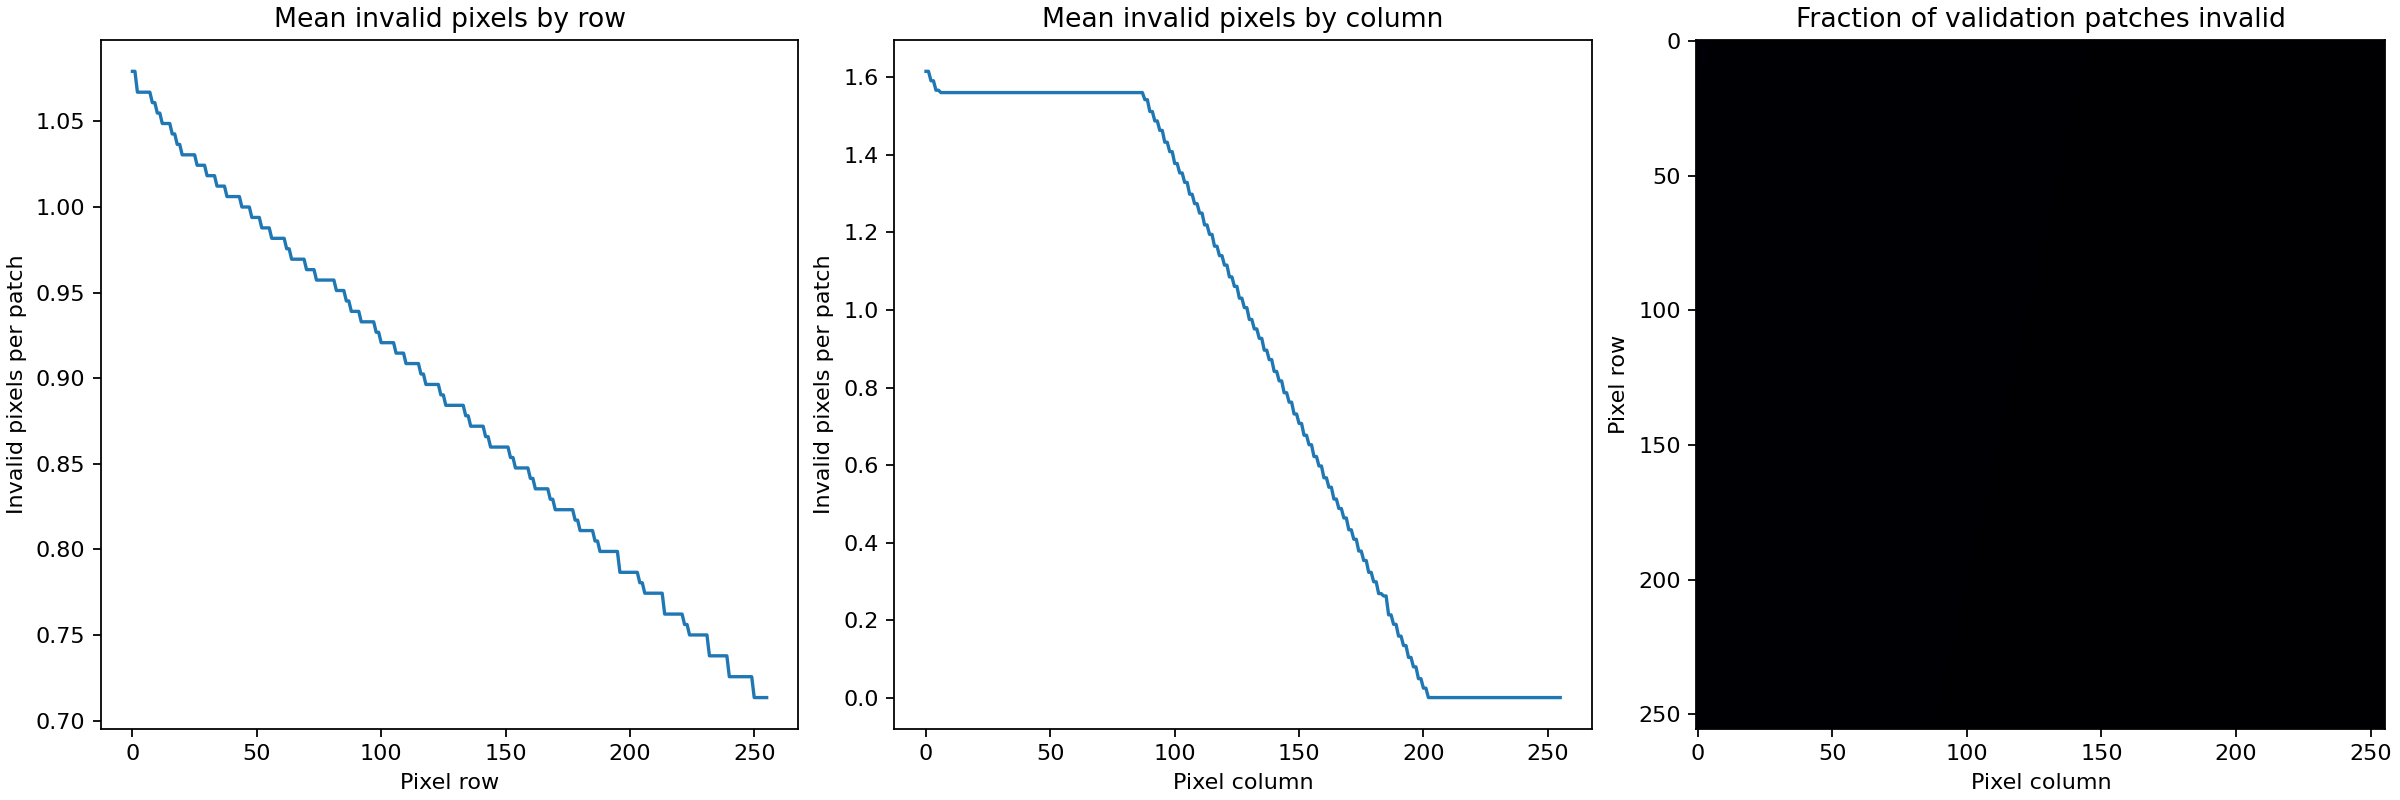 Mean invalid pixels by row
Invalid pixels per patch
1.05
1.00
0.95
0.90
0.85
0.80
0.75
0.70
0 50 100 150 200 250
Pixel row
Mean invalid pixels by column
Invalid pixels per patch
1.6
1.4
1.2
1.0
0.8
0.6
0.4
0.2
0.0
0 50 100 150 200 250
Pixel column
Fraction of validation patches invalid
Pixel row
0
50
100
150
200
250
0 50 100 150 200 250
Pixel column